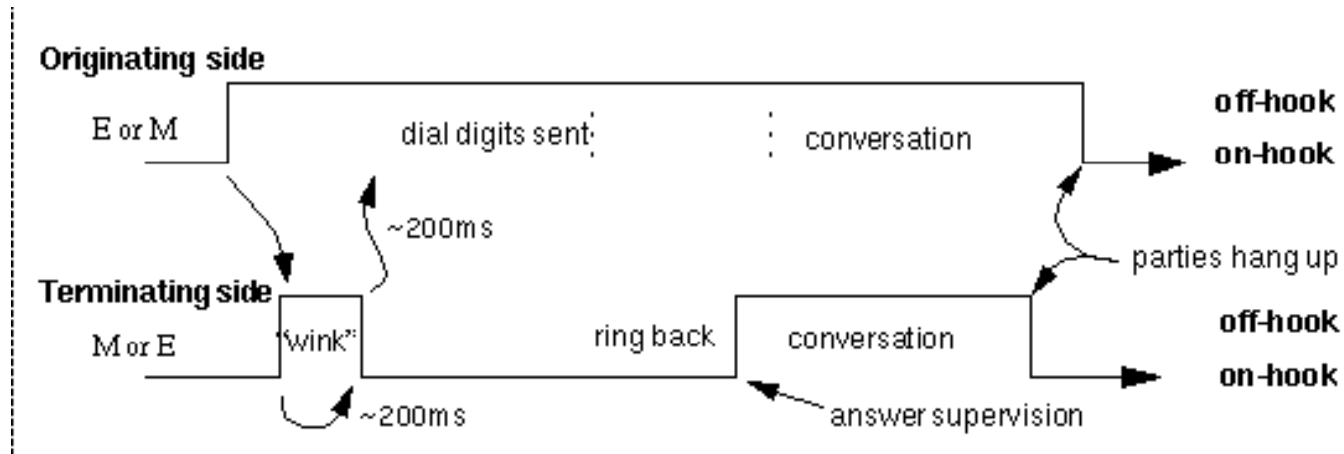 Originating side
off-hook
E or M
dial digits sent
conversation
on-hook
~200ms
parties hang up
Terminating side
off-hook
M or E
"wink"
ring back
conversation
on-hook
~200ms
answer supervision